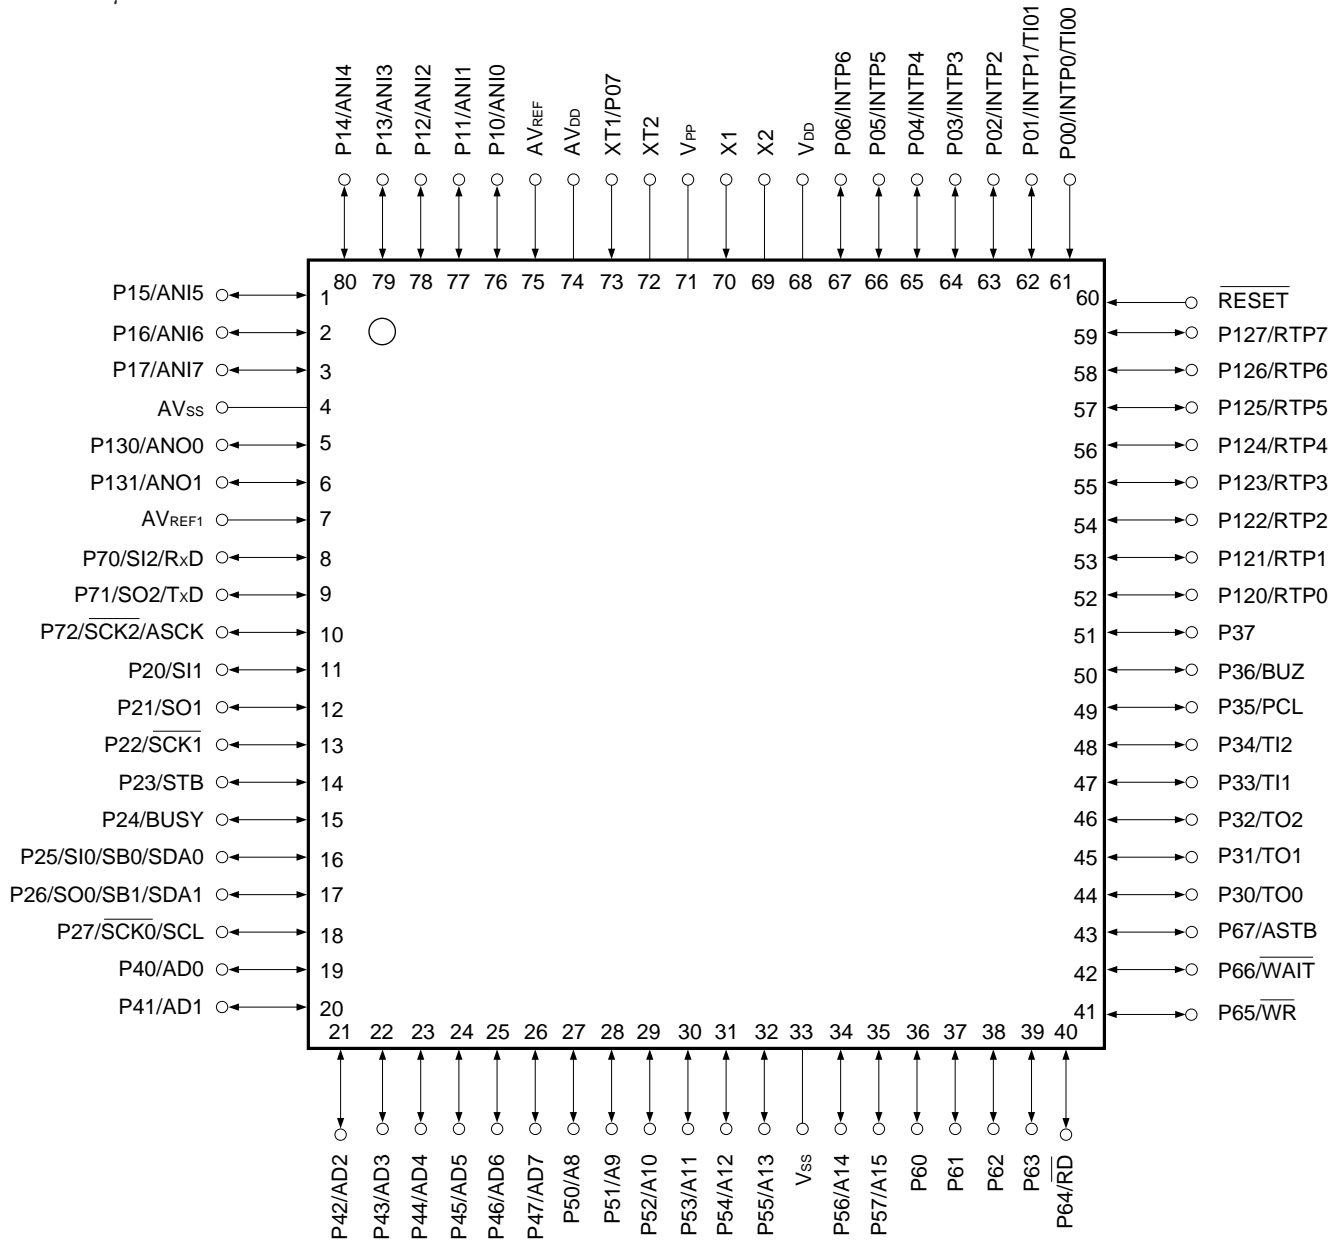 P14/ANI4
P13/ANI3
P12/ANI2
P11/ANI1
P10/ANI0
AVREF
AVDD
XT1/P07
XT2
VPP
X1
X2
VDD
P06/INTP6
P05/INTP5
P04/INTP4
P03/INTP3
P02/INTP2
P01/INTP1/TI01
P00/INTP0/TI00
80 79 78 77 76 75 74 73 72 71 70 69 68 67 66 65 64 63 62 61
P15/ANI5 1 60 R̅E̅S̅E̅T̅
P16/ANI6 2 59 P127/RTP7
P17/ANI7 3 58 P126/RTP6
AVSS 4 57 P125/RTP5
P130/ANO0 5 56 P124/RTP4
P131/ANO1 6 55 P123/RTP3
AVREF1 7 54 P122/RTP2
P70/SI2/RxD 8 53 P121/RTP1
P71/SO2/TxD 9 52 P120/RTP0
P72/S̅C̅K̅2̅/ASCK 10 51 P37
P20/SI1 11 50 P36/BUZ
P21/SO1 12 49 P35/PCL
P22/S̅C̅K̅1̅ 13 48 P34/TI2
P23/STB 14 47 P33/TI1
P24/BUSY 15 46 P32/TO2
P25/SI0/SB0/SDA0 16 45 P31/TO1
P26/SO0/SB1/SDA1 17 44 P30/TO0
P27/S̅C̅K̅0̅/SCL 18 43 P67/ASTB
P40/AD0 19 42 P66/W̅A̅I̅T̅
P41/AD1 20 41 P65/W̅R̅
21 22 23 24 25 26 27 28 29 30 31 32 33 34 35 36 37 38 39 40
P42/AD2
P43/AD3
P44/AD4
P45/AD5
P46/AD6
P47/AD7
P50/A8
P51/A9
P52/A10
P53/A11
P54/A12
P55/A13
VSS
P56/A14
P57/A15
P60
P61
P62
P63
P64/R̅D̅